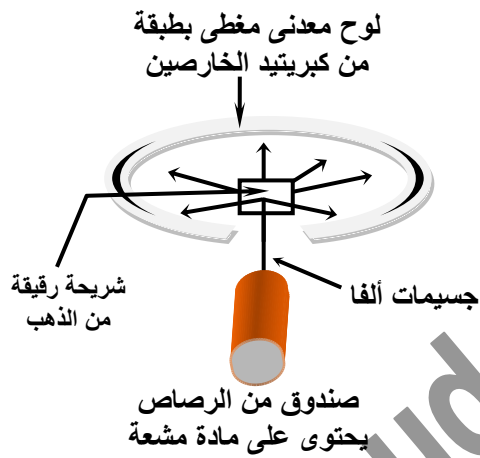 لوح معدنى مغطى بطبقة
من كبريتيد الخارصين
شريحة رقيقة
من الذهب
جسيمات ألفا
صندوق من الرصاص
يحتوى على مادة مشعة
ud